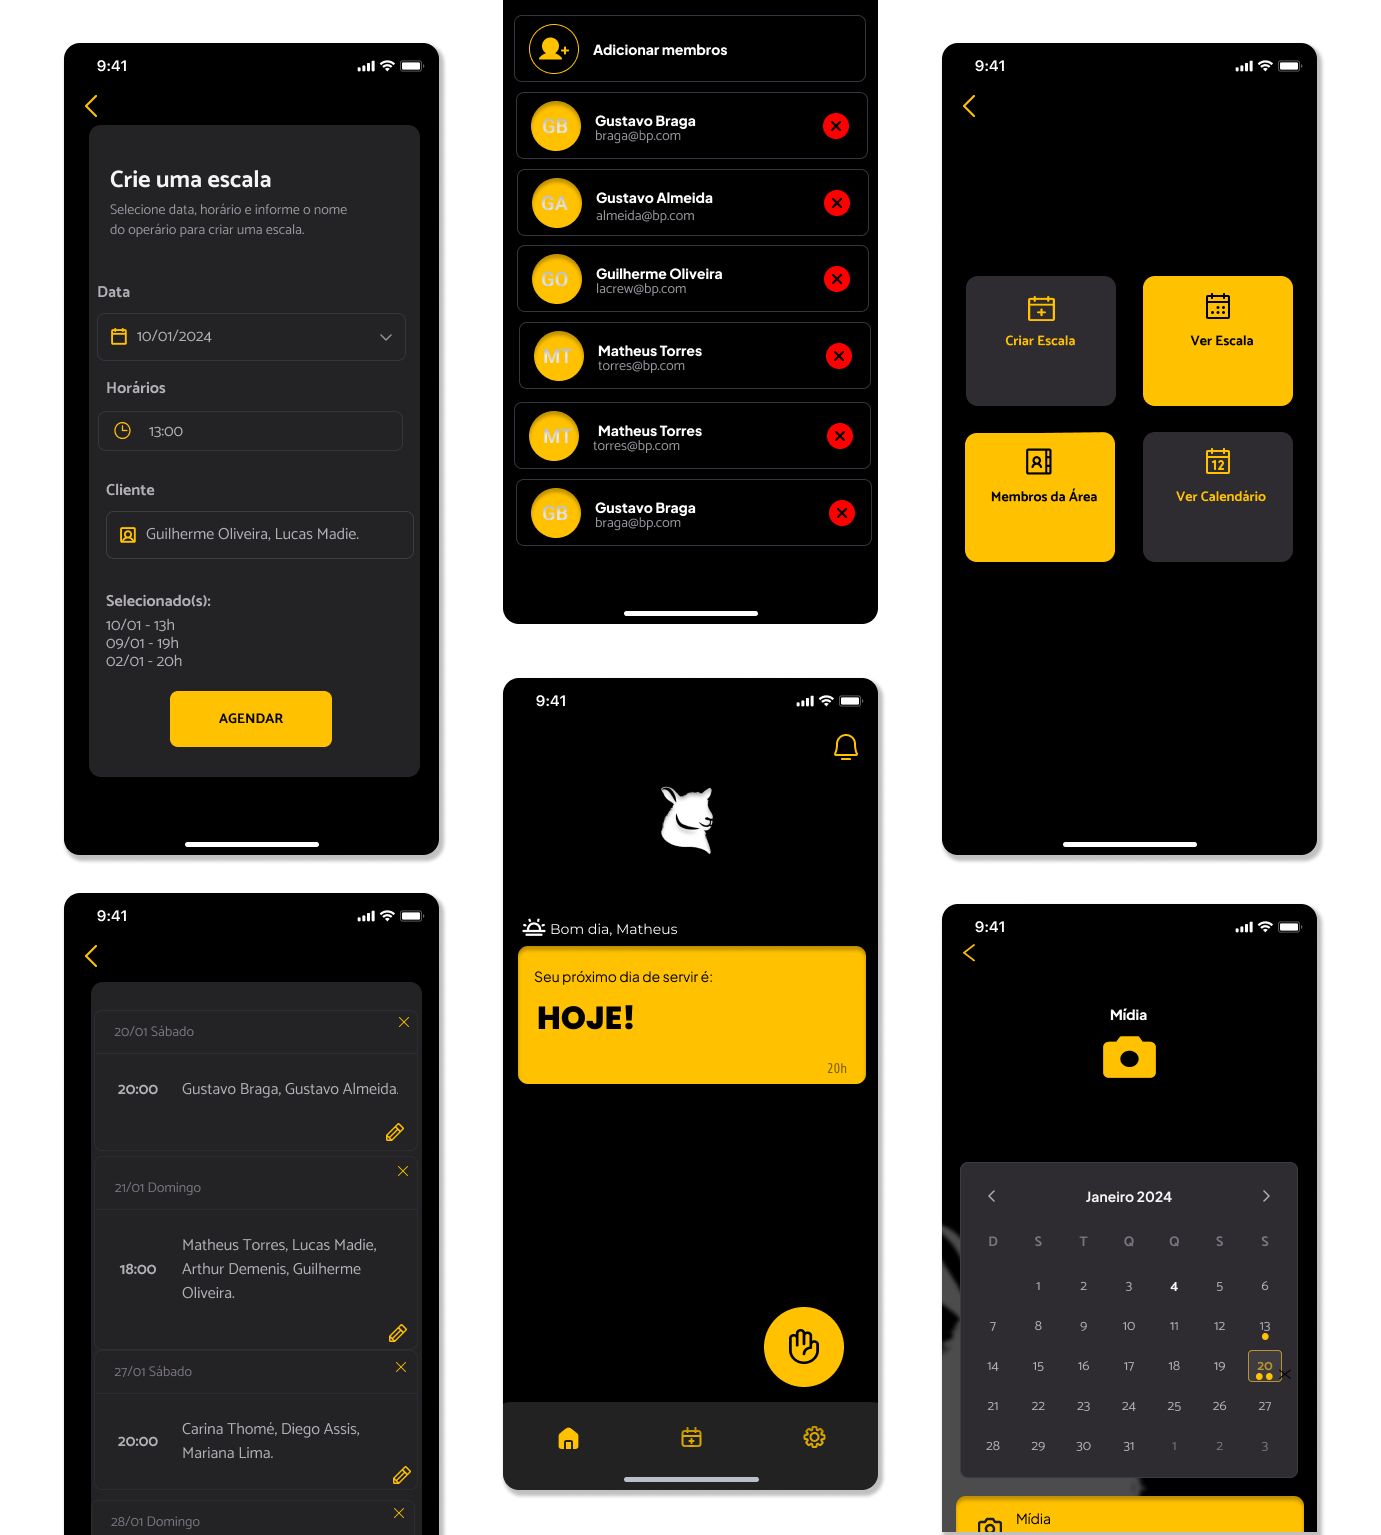 9:41
Crie uma escala
Selecione data, horário e informe o nome
do operário para criar uma escala.
Data
10/01/2024
Horários
13:00
Cliente
Guilherme Oliveira, Lucas Madie.
Selecionado(s):
10/01 - 13h
09/01 - 19h
02/01 - 20h
AGENDAR
Adicionar membros
GB
Gustavo Braga
braga@bp.com
GA
Gustavo Almeida
almeida@bp.com
GO
Guilherme Oliveira
lacrew@bp.com
MT
Matheus Torres
torres@bp.com
MT
Matheus Torres
torres@bp.com
GB
Gustavo Braga
braga@bp.com
9:41
Criar Escala
Ver Escala
Membros da Área
12
Ver Calendário
9:41
20/01 Sábado
20:00
Gustavo Braga, Gustavo Almeida.
21/01 Domingo
18:00
Matheus Torres, Lucas Madie,
Arthur Demenis, Guilherme
Oliveira.
27/01 Sábado
20:00
Carina Thomé, Diego Assis,
Mariana Lima.
28/01 Domingo
9:41
Bom dia, Matheus
Seu próximo dia de servir é:
HOJE!
20h
9:41
Mídia
Janeiro 2024
D S T Q Q S S
1 2 3 4 5 6
7 8 9 10 11 12 13
14 15 16 17 18 19 20
21 22 23 24 25 26 27
28 29 30 31 1 2 3
Mídia